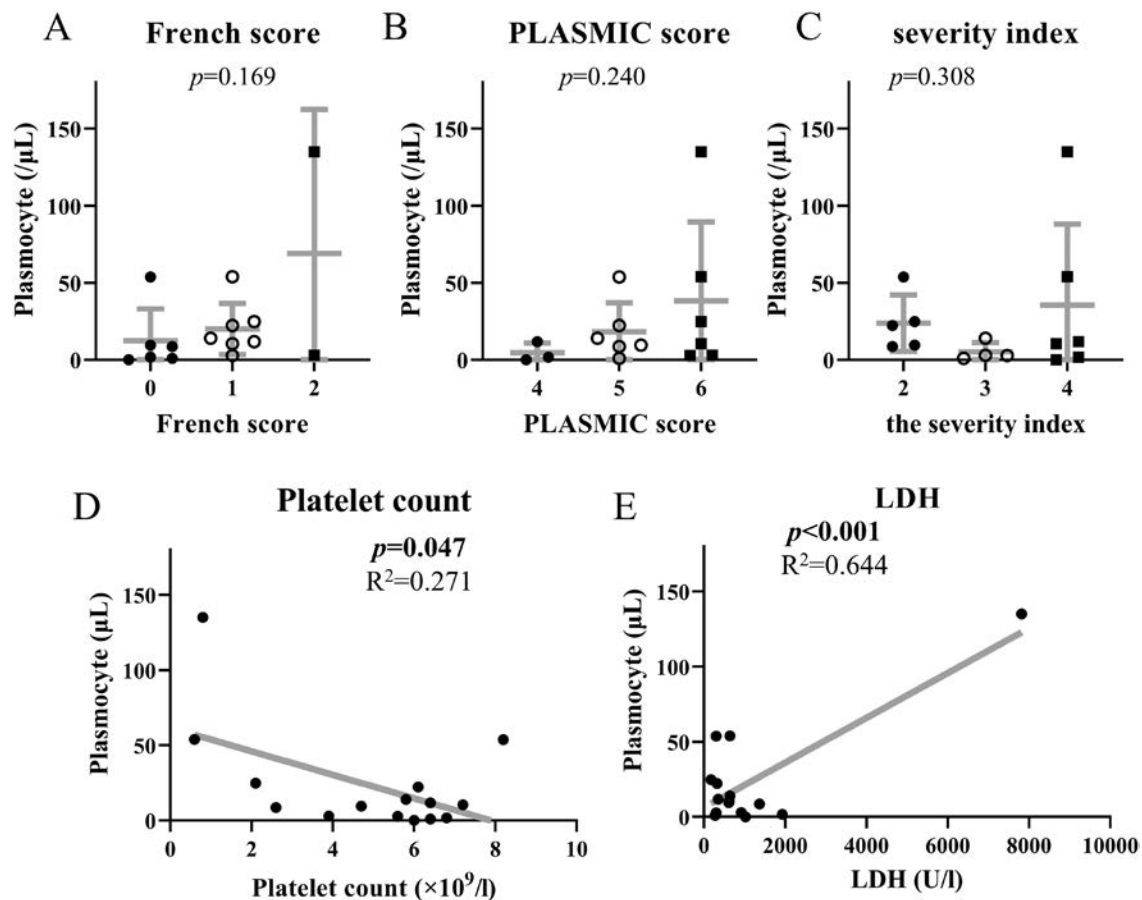 A
French score
p=0.169
Plasmocyte (/μL)
150
100
50
0
0 1 2
French score
B
PLASMIC score
p=0.240
Plasmocyte (/μL)
150
100
50
0
4 5 6
PLASMIC score
C
severity index
p=0.308
Plasmocyte (/μL)
150
100
50
0
2 3 4
the severity index
D
Platelet count
p=0.047
R²=0.271
Plasmocyte (μL)
150
100
50
0
0 2 4 6 8 10
Platelet count (×10⁹/l)
E
LDH
p<0.001
R²=0.644
Plasmocyte (μL)
150
100
50
0
0 2000 4000 6000 8000 10000
LDH (U/l)